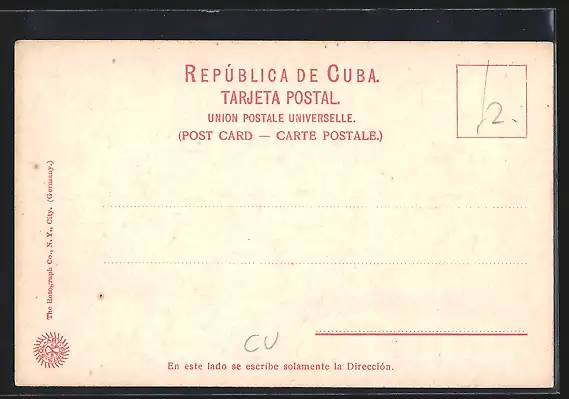 REPÚBLICA DE CUBA.
TARJETA POSTAL.
UNION POSTALE UNIVERSELLE.
(POST CARD — CARTE POSTALE.)
2.
The Rotograph Co., N. Y., City. (Germany.)
CU
En este lado se escribe solamente la Dirección.